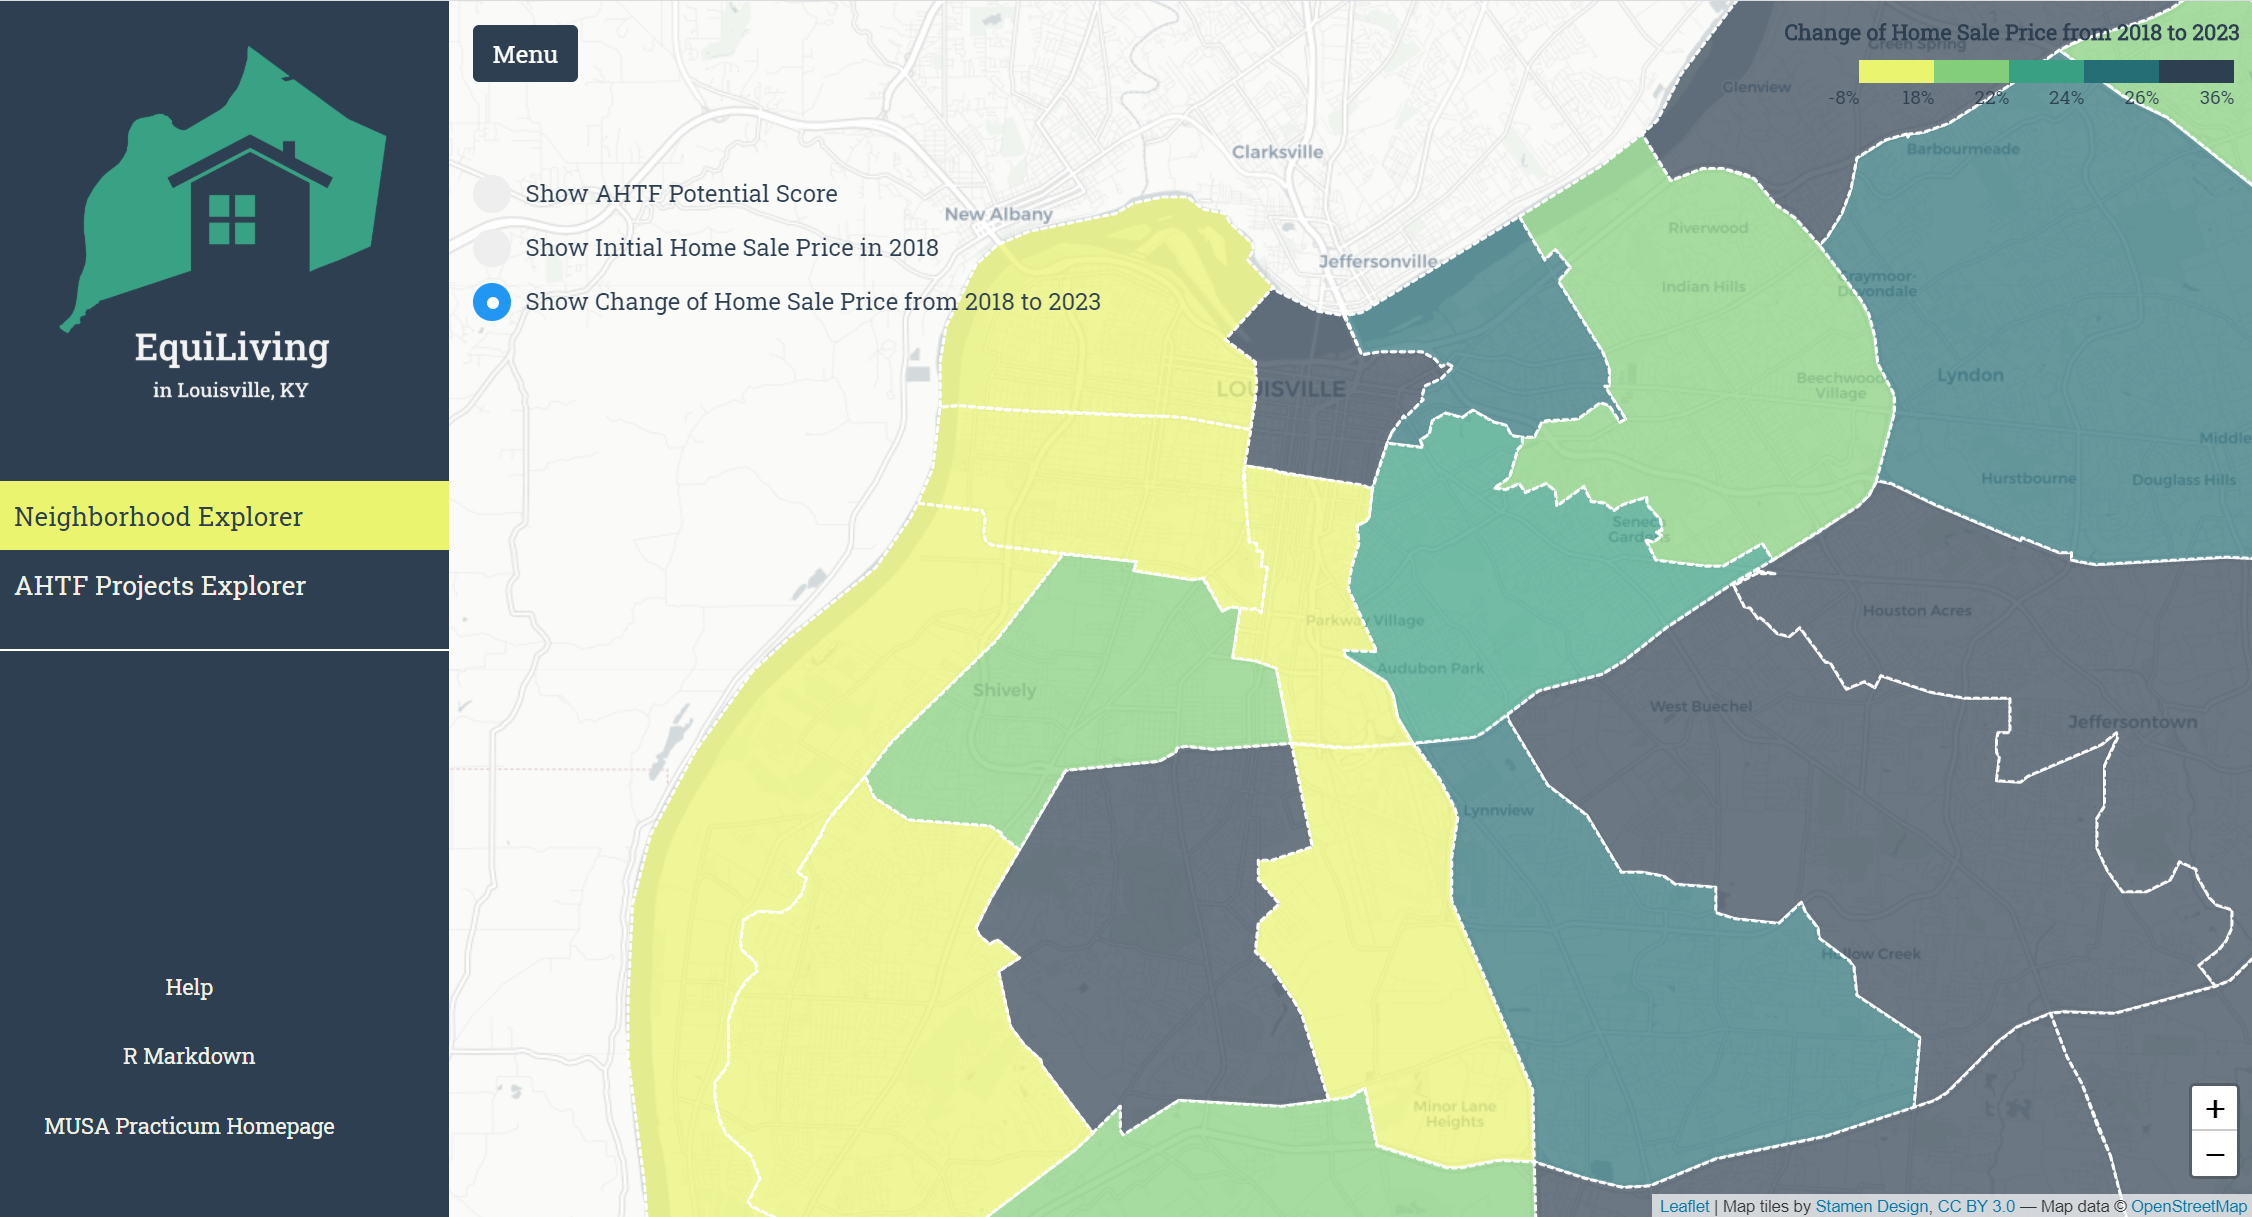 EquiLiving
in Louisville, KY
Neighborhood Explorer
AHTF Projects Explorer
Help
R Markdown
MUSA Practicum Homepage
Menu
Show AHTF Potential Score
Show Initial Home Sale Price in 2018
Show Change of Home Sale Price from 2018 to 2023
Change of Home Sale Price from 2018 to 2023
-8% 18% 22% 24% 26% 36%
Green Spring
Glenview
Barbourmeade
Clarksville
New Albany
Jeffersonville
Riverwood
Indian Hills
Graymoor-
Devondale
LOUISVILLE
Beechwood
Village
Lyndon
Middle
Hurstbourne
Douglass Hills
Seneca
Gardens
Houston Acres
Parkway Village
Audubon Park
Shively
West Buechel
Jeffersontown
Lynnview
Hollow Creek
Minor Lane
Heights
+
−
Leaflet | Map tiles by Stamen Design, CC BY 3.0 — Map data © OpenStreetMap